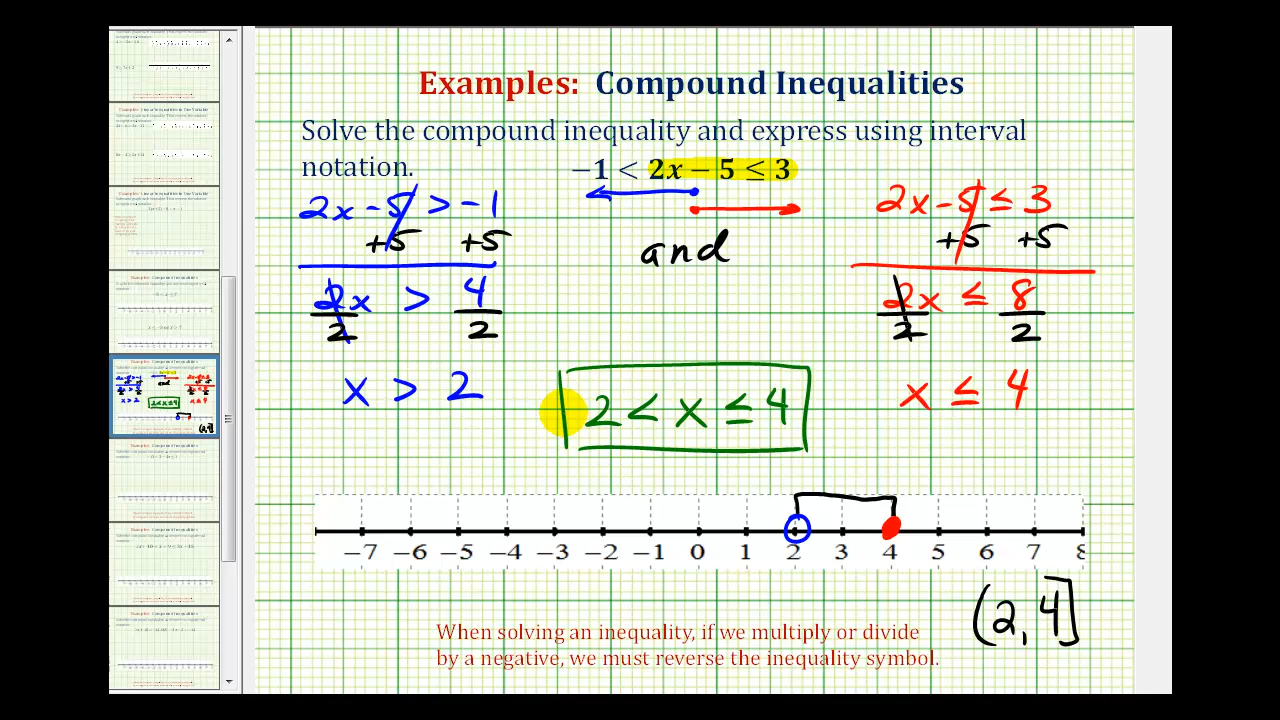 Examples: Compound Inequalities
Solve the compound inequality and express using interval
notation.
−1 < 2x − 5 ≤ 3
2x - 5 > -1
+5 +5
2x > 4
2 2
x > 2
and
2x - 5 ≤ 3
+5 +5
2x ≤ 8
2 2
x ≤ 4
2 < x ≤ 4
−7 −6 −5 −4 −3 −2 −1 0 1 2 3 4 5 6 7 8
(2, 4]
When solving an inequality, if we multiply or divide
by a negative, we must reverse the inequality symbol.